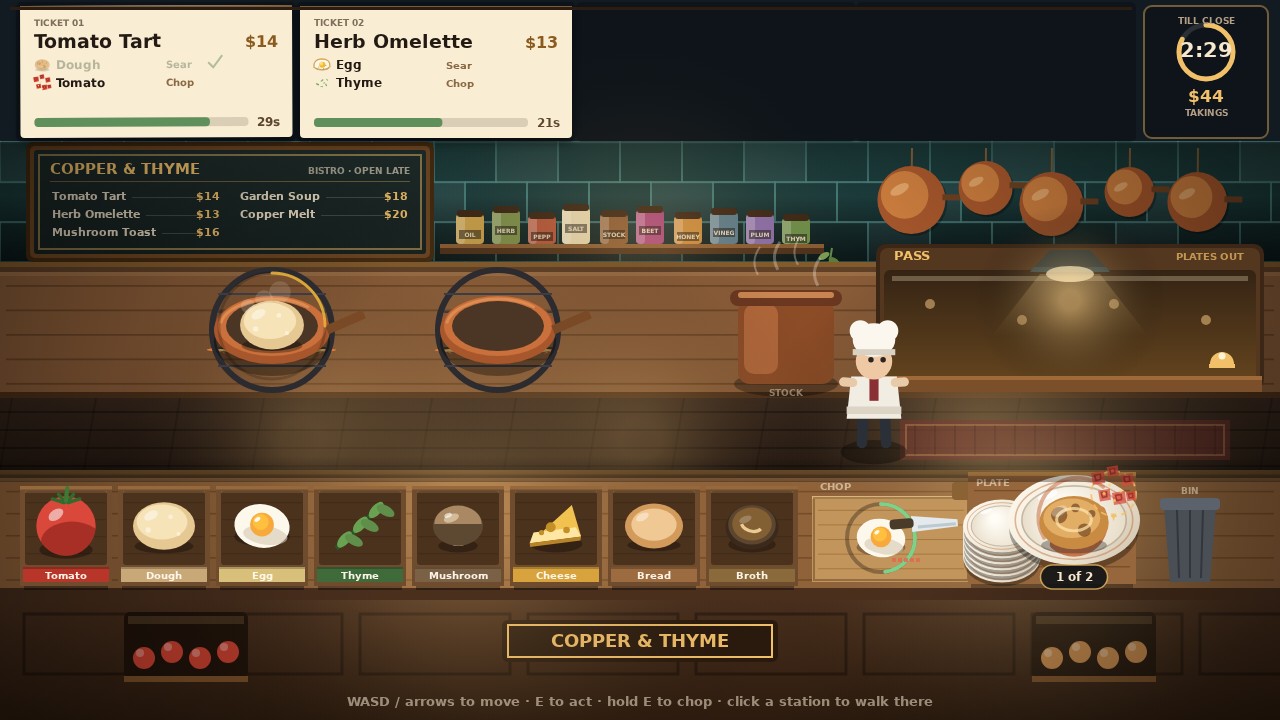 TICKET 01
Tomato Tart $14
Dough Sear
Tomato Chop
29s
TICKET 02
Herb Omelette $13
Egg Sear
Thyme Chop
21s
TILL CLOSE
2:29
$44
TAKINGS
COPPER & THYME BISTRO · OPEN LATE
Tomato Tart $14 Garden Soup $18
Herb Omelette $13 Copper Melt $20
Mushroom Toast $16
OIL HERB PEPP SALT STOCK BEET HONEY VINEG PLUM THYM
PASS PLATES OUT
STOCK
CHOP PLATE BIN
Tomato Dough Egg Thyme Mushroom Cheese Bread Broth
1 of 2
COPPER & THYME
WASD / arrows to move · E to act · hold E to chop · click a station to walk there